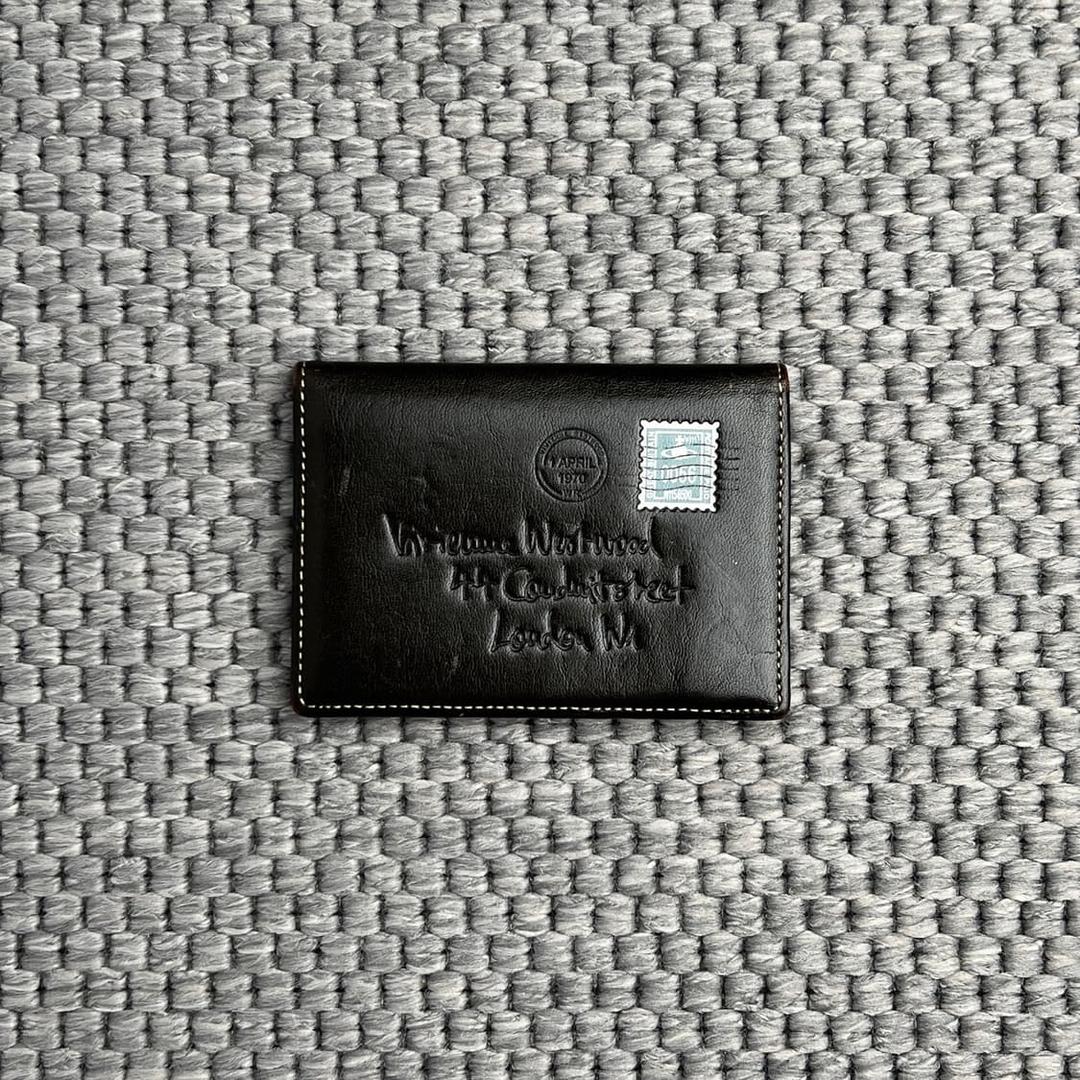 1 APRIL
1970
Vivienne Westwood
44 Conduit street
London W1